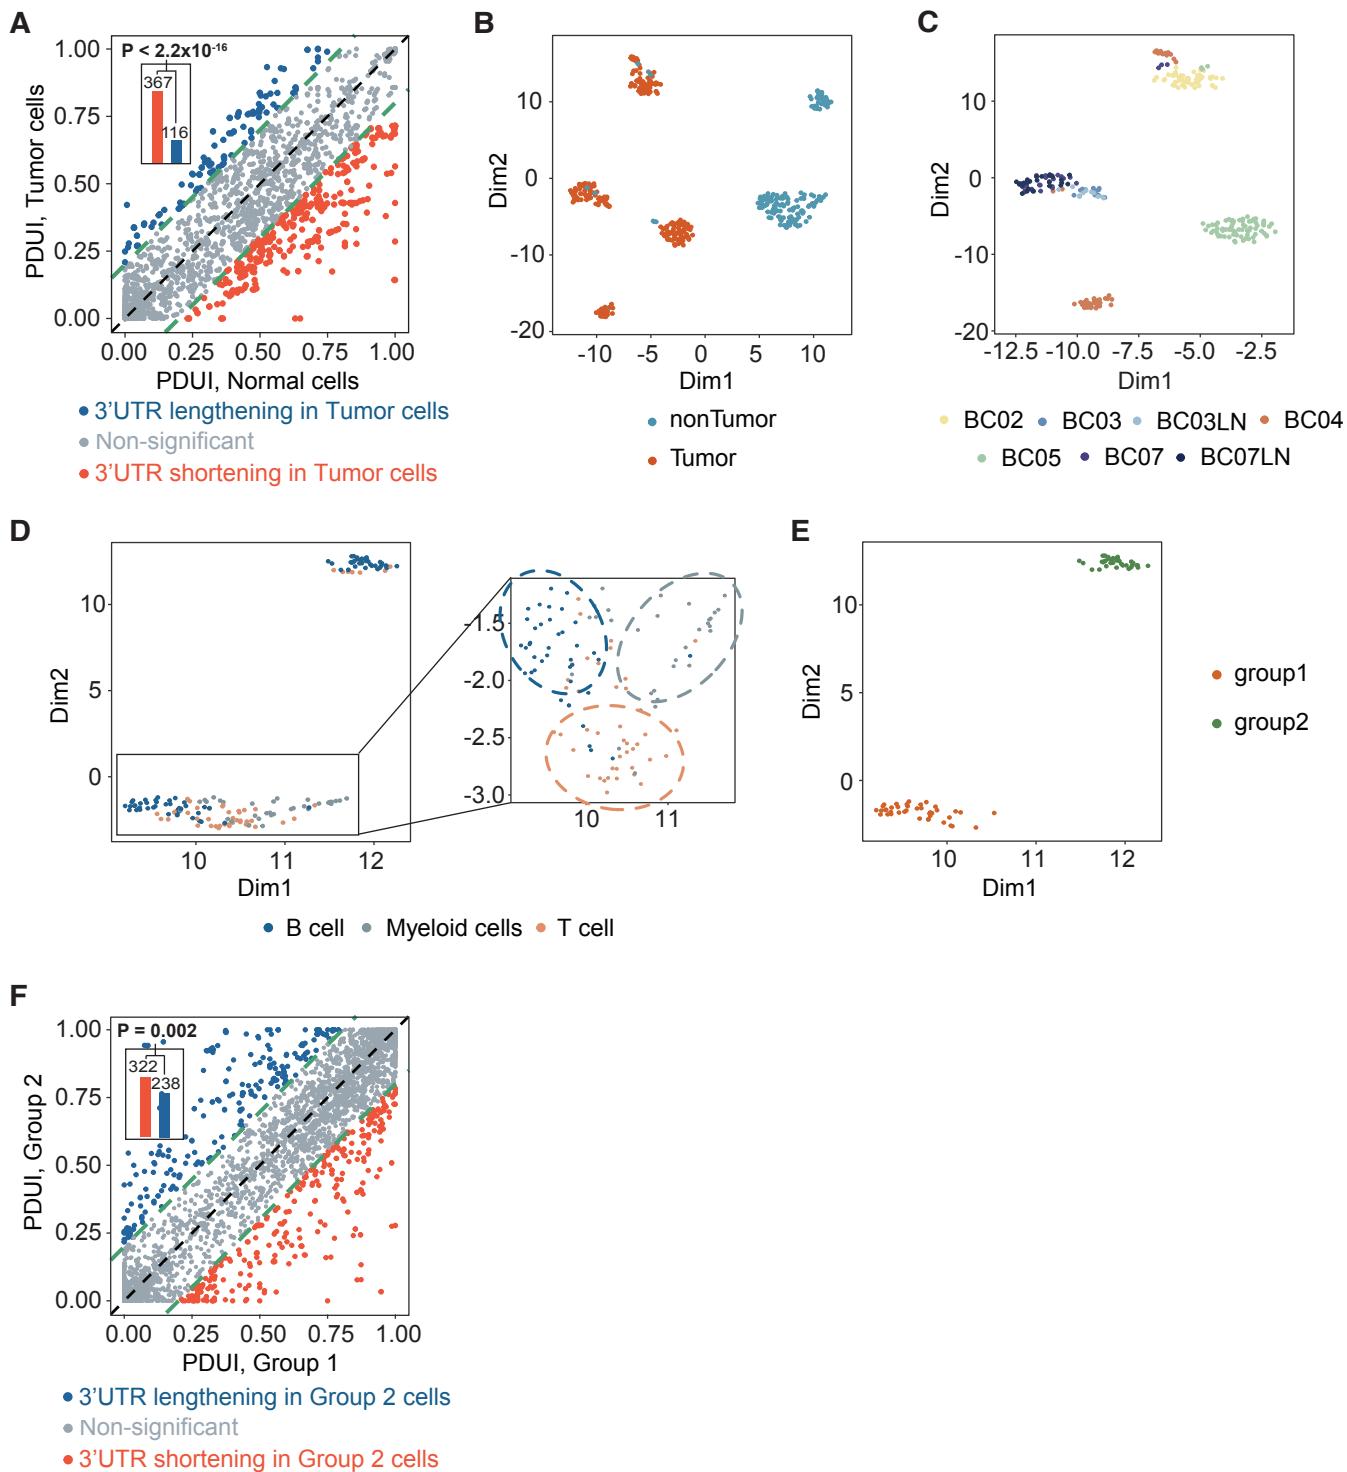 A
P < 2.2x10-16
367
116
1.00
0.75
0.50
0.25
0.00
0.00 0.25 0.50 0.75 1.00
PDUI, Tumor cells
PDUI, Normal cells
3'UTR lengthening in Tumor cells
Non-significant
3'UTR shortening in Tumor cells
B
10
0
-10
-20
-10 -5 0 5 10
Dim2
Dim1
nonTumor
Tumor
C
10
0
-10
-20
-12.5 -10.0 -7.5 -5.0 -2.5
Dim2
Dim1
BC02 BC03 BC03LN BC04
BC05 BC07 BC07LN
D
10
5
0
10 11 12
Dim2
Dim1
-1.5
-2.0
-2.5
-3.0
10 11
B cell Myeloid cells T cell
E
10
5
0
10 11 12
Dim2
Dim1
group1
group2
F
P = 0.002
322
238
1.00
0.75
0.50
0.25
0.00
0.00 0.25 0.50 0.75 1.00
PDUI, Group 2
PDUI, Group 1
3'UTR lengthening in Group 2 cells
Non-significant
3'UTR shortening in Group 2 cells